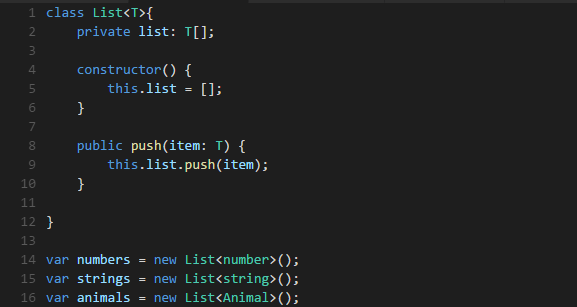 1 class List<T>{
2     private list: T[];
3
4     constructor() {
5         this.list = [];
6     }
7
8     public push(item: T) {
9         this.list.push(item);
10     }
11
12 }
13
14 var numbers = new List<number>();
15 var strings = new List<string>();
16 var animals = new List<Animal>();